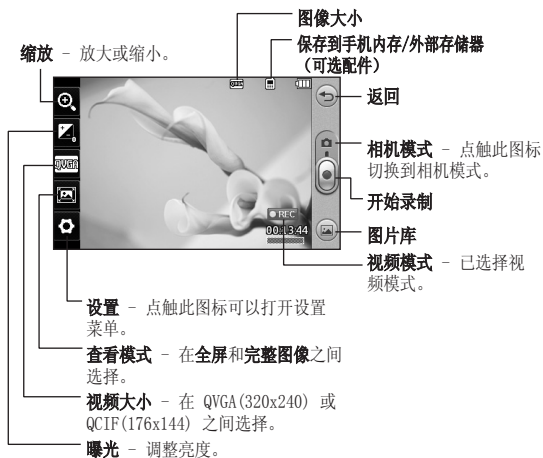 图像大小
保存到手机内存/外部存储器
（可选配件）
缩放 - 放大或缩小。
返回
相机模式 - 点触此图标
切换到相机模式。
开始录制
图片库
视频模式 - 已选择视
频模式。
QVGA
QVGA
REC
00:13:44
设置 - 点触此图标可以打开设置
菜单。
查看模式 - 在全屏和完整图像之间
选择。
视频大小 - 在 QVGA(320x240) 或
QCIF(176x144) 之间选择。
曝光 - 调整亮度。